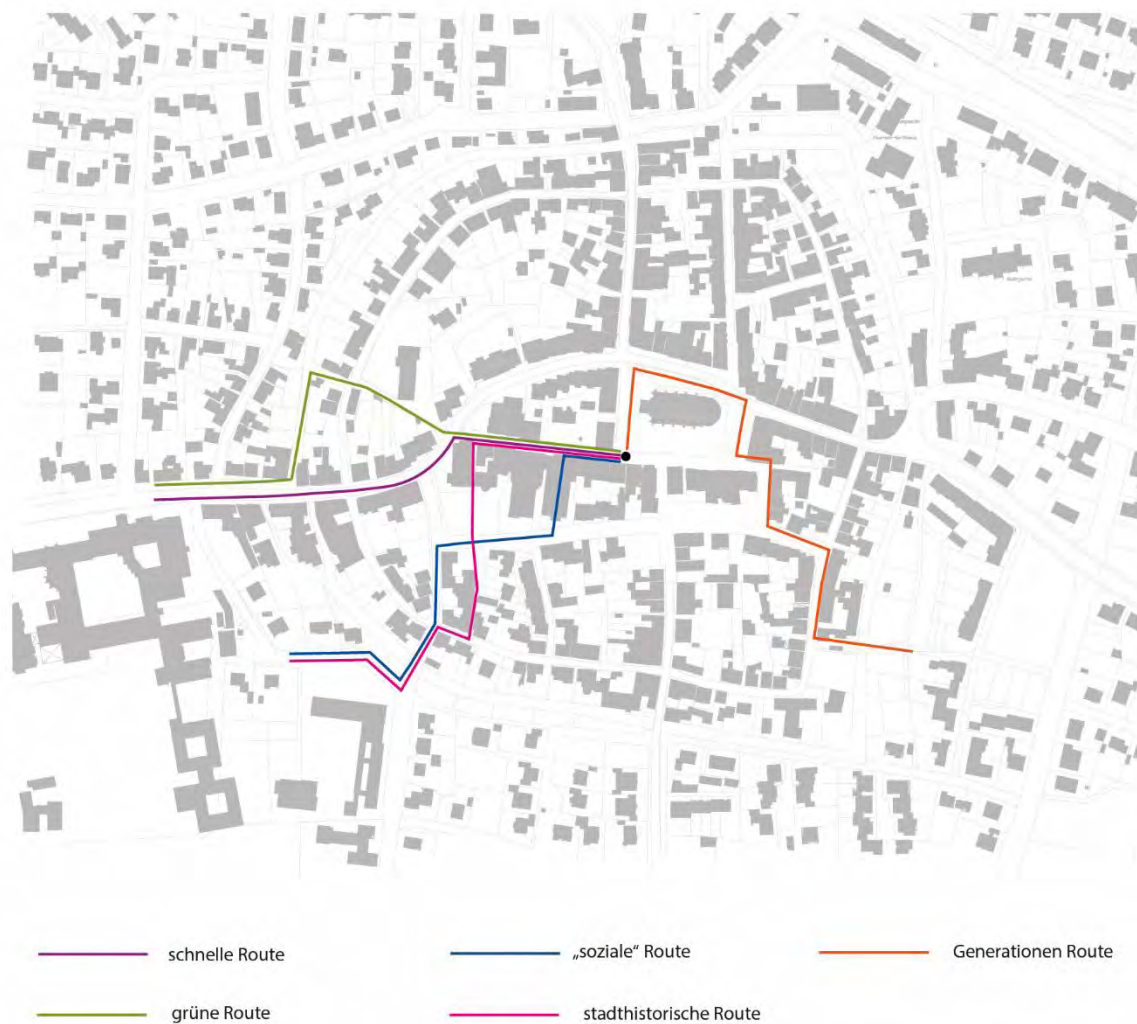 schnelle Route
„soziale“ Route
Generationen Route
grüne Route
stadthistorische Route